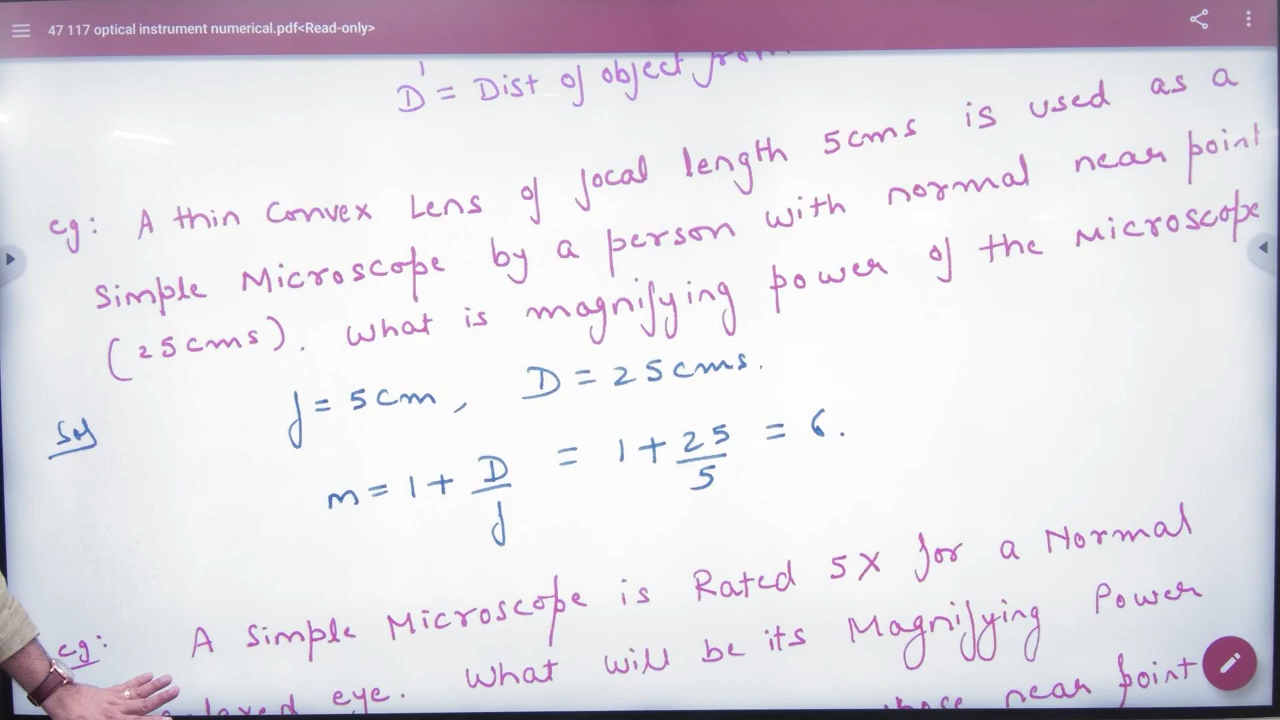 47 117 optical instrument numerical.pdf<Read-only>
D' = Dist of object from
eg: A thin Convex Lens of focal length 5cms is used as a
simple Microscope by a person with normal near point
(25cms). What is magnifying power of the Microscope
Sol f = 5cm, D = 25cms.
m = 1 + D/f = 1 + 25/5 = 6.
eg: A simple Microscope is Rated 5X for a Normal
eye. What will be its Magnifying Power
near point